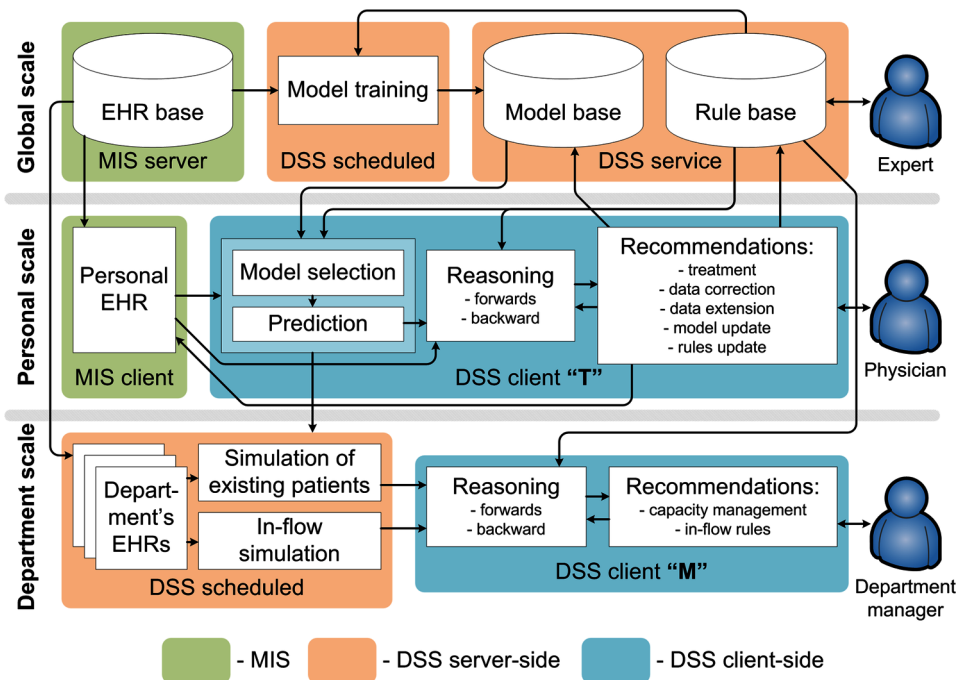 Global scale
EHR base
MIS server
Model training
DSS scheduled
Model base
Rule base
DSS service
Expert
Personal scale
Personal
EHR
MIS client
Model selection
Prediction
Reasoning
- forwards
- backward
Recommendations:
- treatment
- data correction
- data extension
- model update
- rules update
DSS client “T”
Physician
Department scale
Depart-
ment’s
EHRs
Simulation of
existing patients
In-flow
simulation
DSS scheduled
Reasoning
- forwards
- backward
Recommendations:
- capacity management
- in-flow rules
DSS client “M”
Department
manager
- MIS
- DSS server-side
- DSS client-side